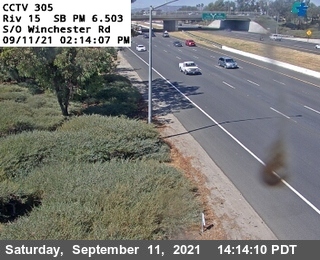 CCTV 305
Riv 15 SB PM 6.503
S/O Winchester Rd
09/11/21 02:14:07 PM
Saturday, September 11, 2021 14:14:10 PDT